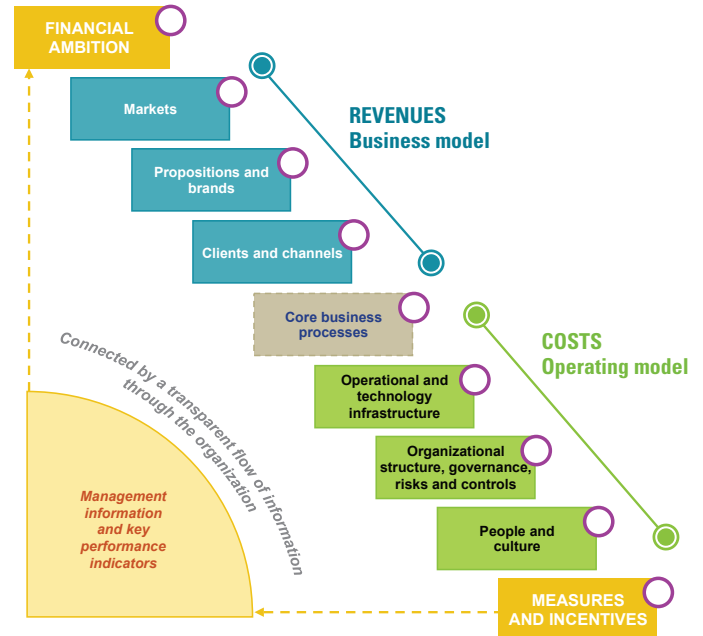 FINANCIAL
AMBITION
Markets
REVENUES
Business model
Propositions and
brands
Clients and channels
Core business
processes
COSTS
Operating model
Connected by a transparent flow of information
through the organization
Operational and
technology
infrastructure
Organizational
structure, governance,
risks and controls
Management
information
and key
performance
indicators
People and
culture
MEASURES
AND INCENTIVES